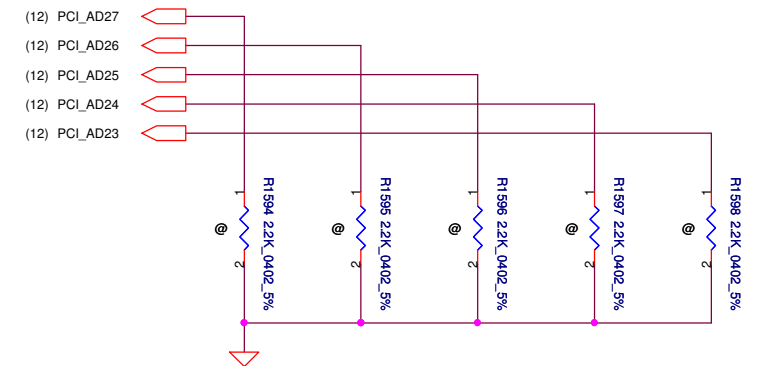 (12) PCI_AD27
(12) PCI_AD26
(12) PCI_AD25
(12) PCI_AD24
(12) PCI_AD23
1
@
2
R1594 2.2K_0402_5%
1
@
2
R1595 2.2K_0402_5%
1
@
2
R1596 2.2K_0402_5%
1
@
2
R1597 2.2K_0402_5%
1
@
2
R1598 2.2K_0402_5%